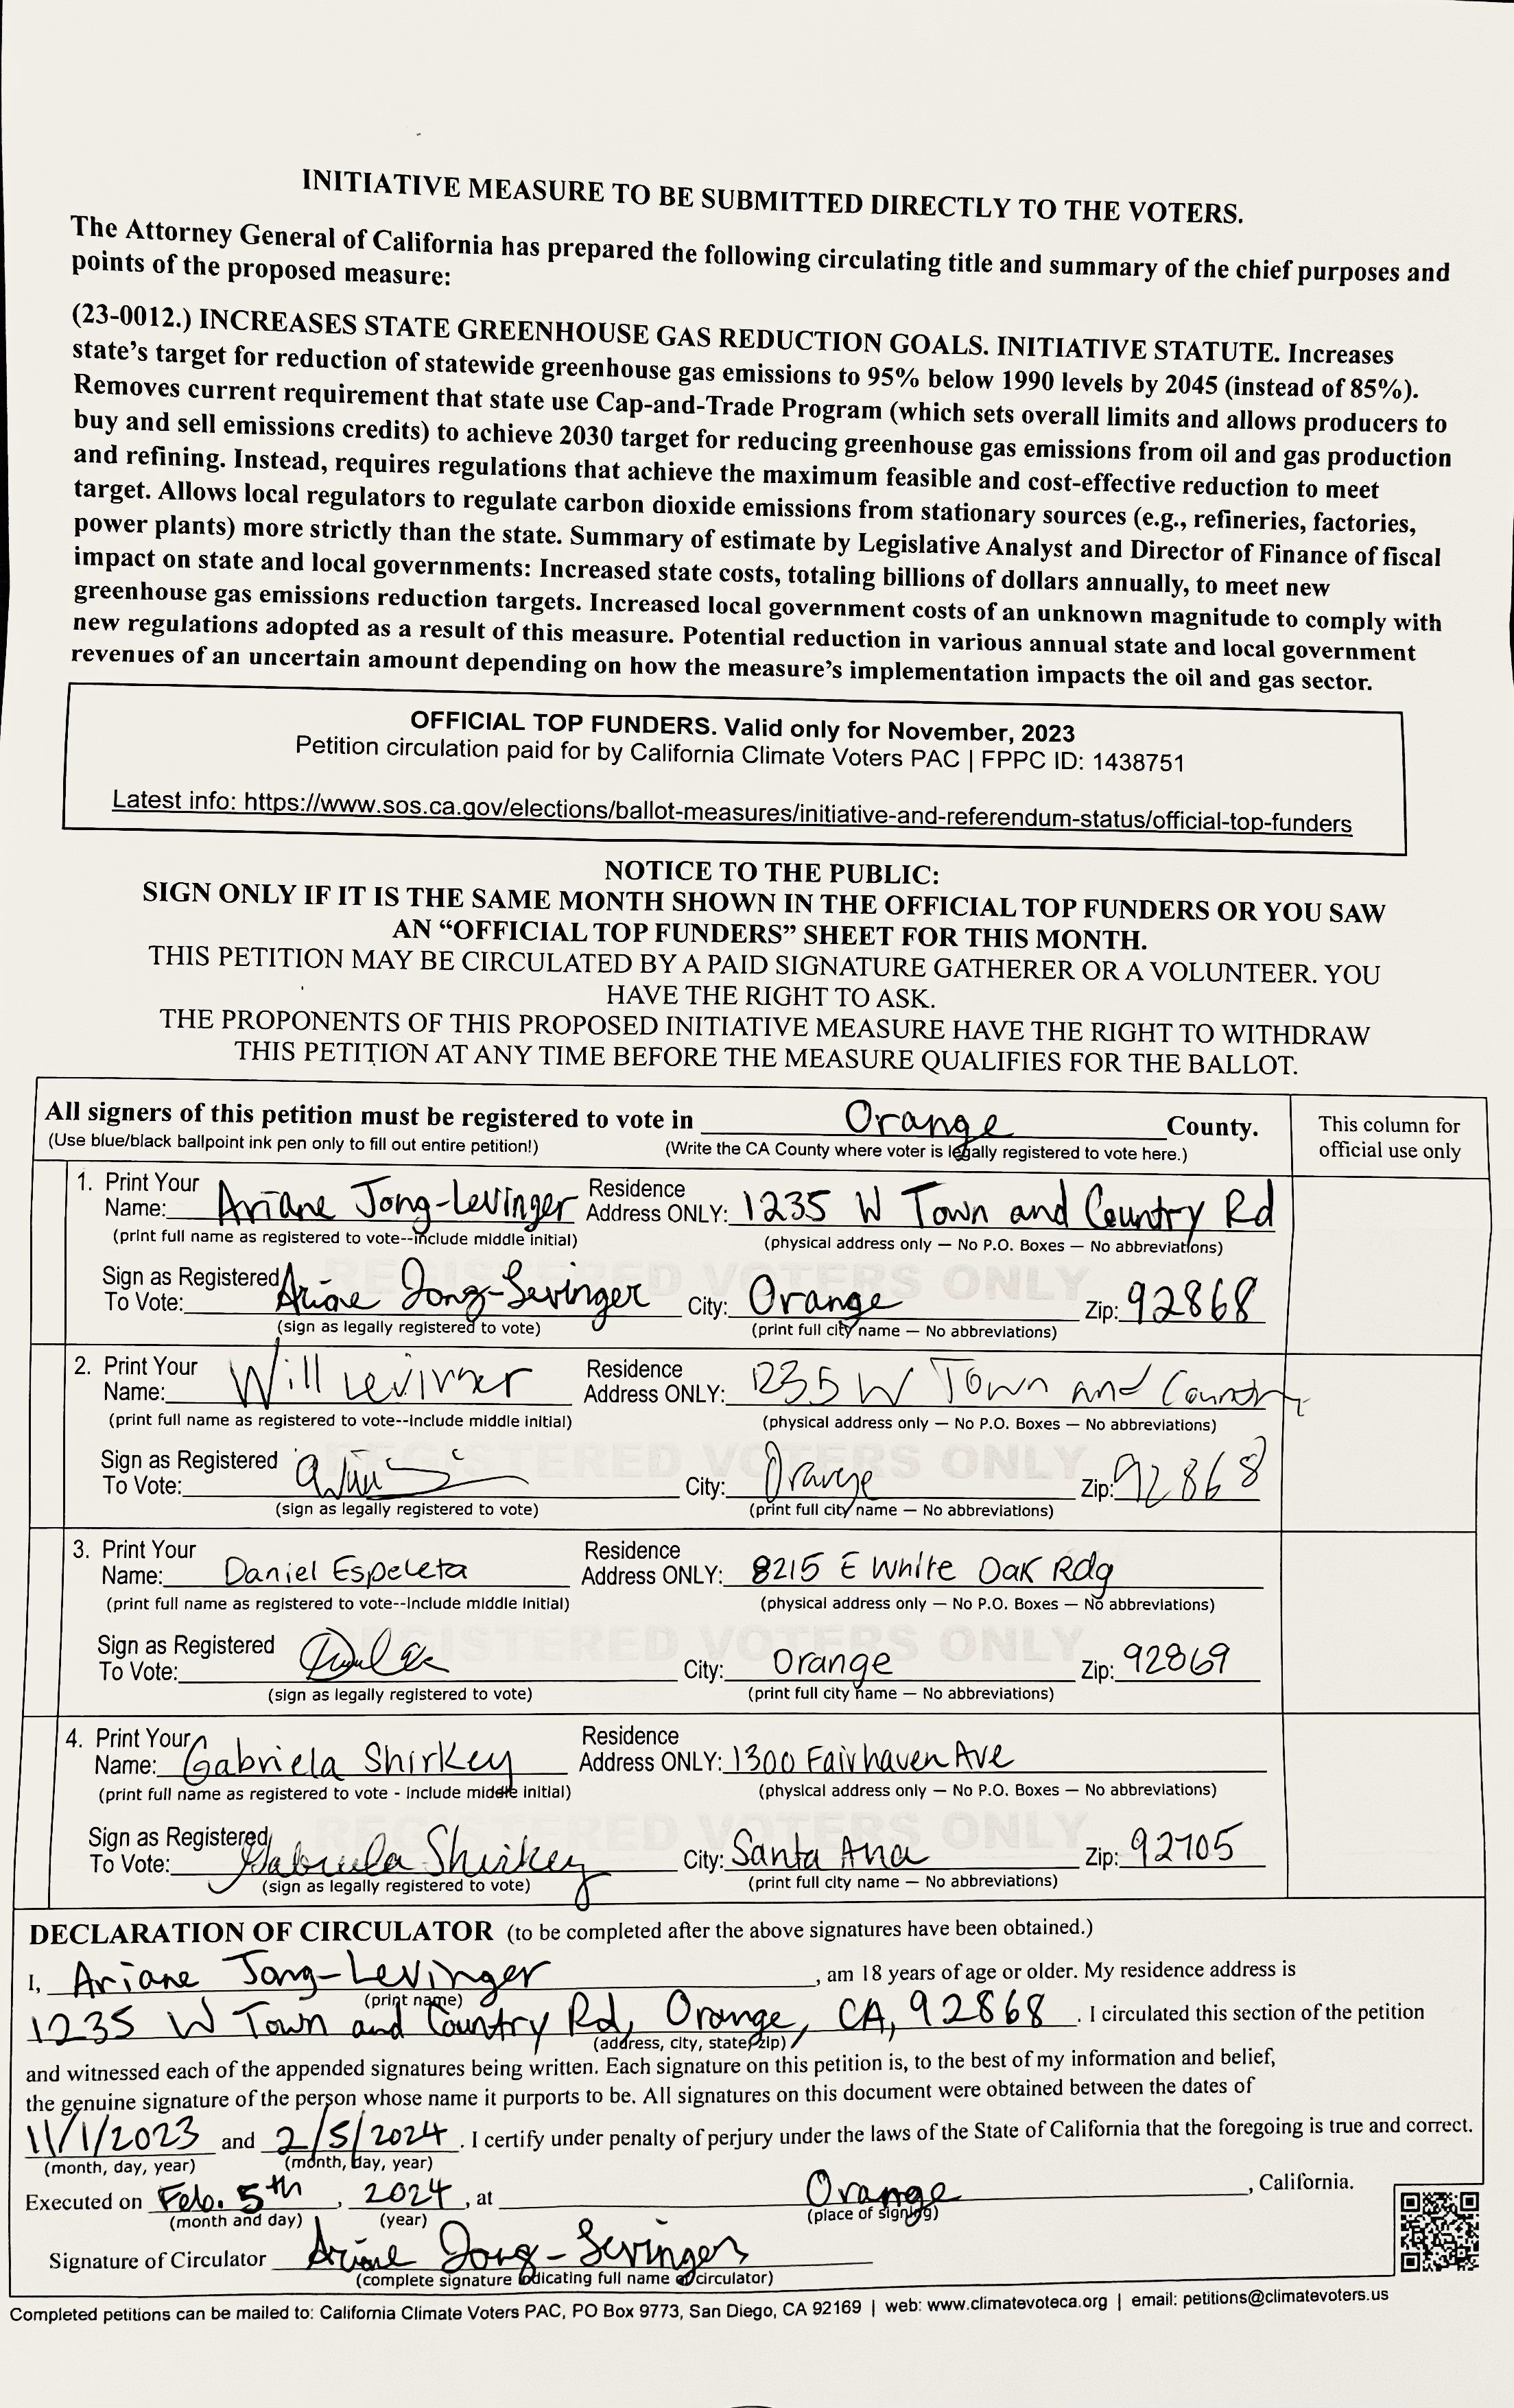 INITIATIVE MEASURE TO BE SUBMITTED DIRECTLY TO THE VOTERS.
The Attorney General of California has prepared the following circulating title and summary of the chief purposes and
points of the proposed measure:
(23-0012.) INCREASES STATE GREENHOUSE GAS REDUCTION GOALS. INITIATIVE STATUTE. Increases
state’s target for reduction of statewide greenhouse gas emissions to 95% below 1990 levels by 2045 (instead of 85%).
Removes current requirement that state use Cap-and-Trade Program (which sets overall limits and allows producers to
buy and sell emissions credits) to achieve 2030 target for reducing greenhouse gas emissions from oil and gas production
and refining. Instead, requires regulations that achieve the maximum feasible and cost-effective reduction to meet
target. Allows local regulators to regulate carbon dioxide emissions from stationary sources (e.g., refineries, factories,
power plants) more strictly than the state. Summary of estimate by Legislative Analyst and Director of Finance of fiscal
impact on state and local governments: Increased state costs, totaling billions of dollars annually, to meet new
greenhouse gas emissions reduction targets. Increased local government costs of an unknown magnitude to comply with
new regulations adopted as a result of this measure. Potential reduction in various annual state and local government
revenues of an uncertain amount depending on how the measure’s implementation impacts the oil and gas sector.
OFFICIAL TOP FUNDERS. Valid only for November, 2023
Petition circulation paid for by California Climate Voters PAC | FPPC ID: 1438751
Latest info: https://www.sos.ca.gov/elections/ballot-measures/initiative-and-referendum-status/official-top-funders
NOTICE TO THE PUBLIC:
SIGN ONLY IF IT IS THE SAME MONTH SHOWN IN THE OFFICIAL TOP FUNDERS OR YOU SAW
AN “OFFICIAL TOP FUNDERS” SHEET FOR THIS MONTH.
THIS PETITION MAY BE CIRCULATED BY A PAID SIGNATURE GATHERER OR A VOLUNTEER. YOU
HAVE THE RIGHT TO ASK.
THE PROPONENTS OF THIS PROPOSED INITIATIVE MEASURE HAVE THE RIGHT TO WITHDRAW
THIS PETITION AT ANY TIME BEFORE THE MEASURE QUALIFIES FOR THE BALLOT.
All signers of this petition must be registered to vote in Orange County.
This column for
official use only
(Use blue/black ballpoint ink pen only to fill out entire petition!) (Write the CA County where voter is legally registered to vote here.)
1. Print Your Name: Ariane Jong-Levinger Residence Address ONLY: 1235 W Town and Country Rd
(print full name as registered to vote--include middle initial) (physical address only — No P.O. Boxes — No abbreviations)
REGISTERED VOTERS ONLY
Sign as Registered To Vote: Ariane Jong-Levinger City: Orange Zip: 92868
(sign as legally registered to vote) (print full city name — No abbreviations)
2. Print Your Name: Will Levinger Residence Address ONLY: 1235 W Town and Country
(print full name as registered to vote--include middle initial) (physical address only — No P.O. Boxes — No abbreviations)
REGISTERED VOTERS ONLY
Sign as Registered To Vote: City: Orange Zip: 92868
(sign as legally registered to vote) (print full city name — No abbreviations)
3. Print Your Name: Daniel Espeleta Residence Address ONLY: 8215 E White Oak Rdg
(print full name as registered to vote--include middle initial) (physical address only — No P.O. Boxes — No abbreviations)
REGISTERED VOTERS ONLY
Sign as Registered To Vote: City: Orange Zip: 92869
(sign as legally registered to vote) (print full city name — No abbreviations)
4. Print Your Name: Gabriela Shirkey Residence Address ONLY: 1300 Fairhaven Ave
(print full name as registered to vote - include middle initial) (physical address only — No P.O. Boxes — No abbreviations)
REGISTERED VOTERS ONLY
Sign as Registered To Vote: Gabriela Shirkey City: Santa Ana Zip: 92705
(sign as legally registered to vote) (print full city name — No abbreviations)
DECLARATION OF CIRCULATOR (to be completed after the above signatures have been obtained.)
I, Ariane Jong-Levinger, am 18 years of age or older. My residence address is
(print name)
1235 W Town and Country Rd, Orange, CA, 92868. I circulated this section of the petition
(address, city, state, zip)
and witnessed each of the appended signatures being written. Each signature on this petition is, to the best of my information and belief,
the genuine signature of the person whose name it purports to be. All signatures on this document were obtained between the dates of
11/1/2023 and 2/5/2024. I certify under penalty of perjury under the laws of the State of California that the foregoing is true and correct.
(month, day, year) (month, day, year)
Executed on Feb. 5th, 2024, at Orange, California.
(month and day) (year) (place of signing)
Signature of Circulator Ariane Jong-Levinger
(complete signature indicating full name of circulator)
Completed petitions can be mailed to: California Climate Voters PAC, PO Box 9773, San Diego, CA 92169 | web: www.climatevoteca.org | email: petitions@climatevoters.us